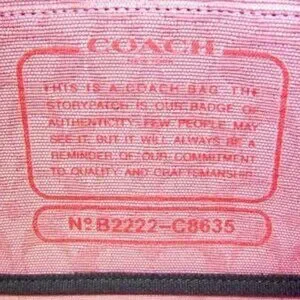 COACH
NEW YORK
THIS IS A COACH BAG. THE
STORYPATCH IS OUR BADGE OF
AUTHENTICITY. FEW PEOPLE MAY
SEE IT, BUT IT WILL ALWAYS BE A
REMINDER OF OUR COMMITMENT
TO QUALITY AND CRAFTSMANSHIP.
Nº B2222-C8635